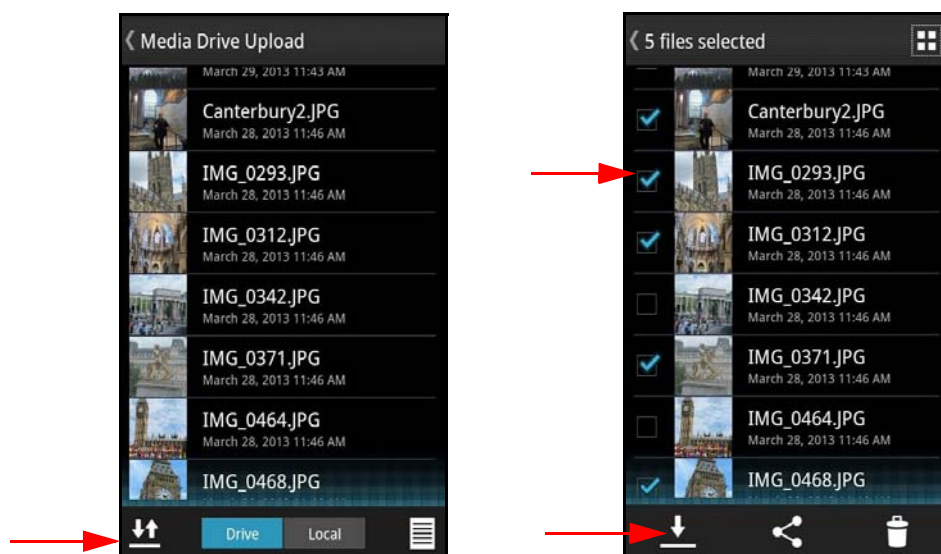 Media Drive Upload
March 29, 2013 11:43 AM
Canterbury2.JPG
March 28, 2013 11:46 AM
IMG_0293.JPG
March 28, 2013 11:46 AM
IMG_0312.JPG
March 28, 2013 11:46 AM
IMG_0342.JPG
March 28, 2013 11:46 AM
IMG_0371.JPG
March 28, 2013 11:46 AM
IMG_0464.JPG
March 28, 2013 11:46 AM
IMG_0468.JPG
Drive Local
5 files selected
March 29, 2013 11:43 AM
Canterbury2.JPG
March 28, 2013 11:46 AM
IMG_0293.JPG
March 28, 2013 11:46 AM
IMG_0312.JPG
March 28, 2013 11:46 AM
IMG_0342.JPG
March 28, 2013 11:46 AM
IMG_0371.JPG
March 28, 2013 11:46 AM
IMG_0464.JPG
March 28, 2013 11:46 AM
IMG_0468.JPG